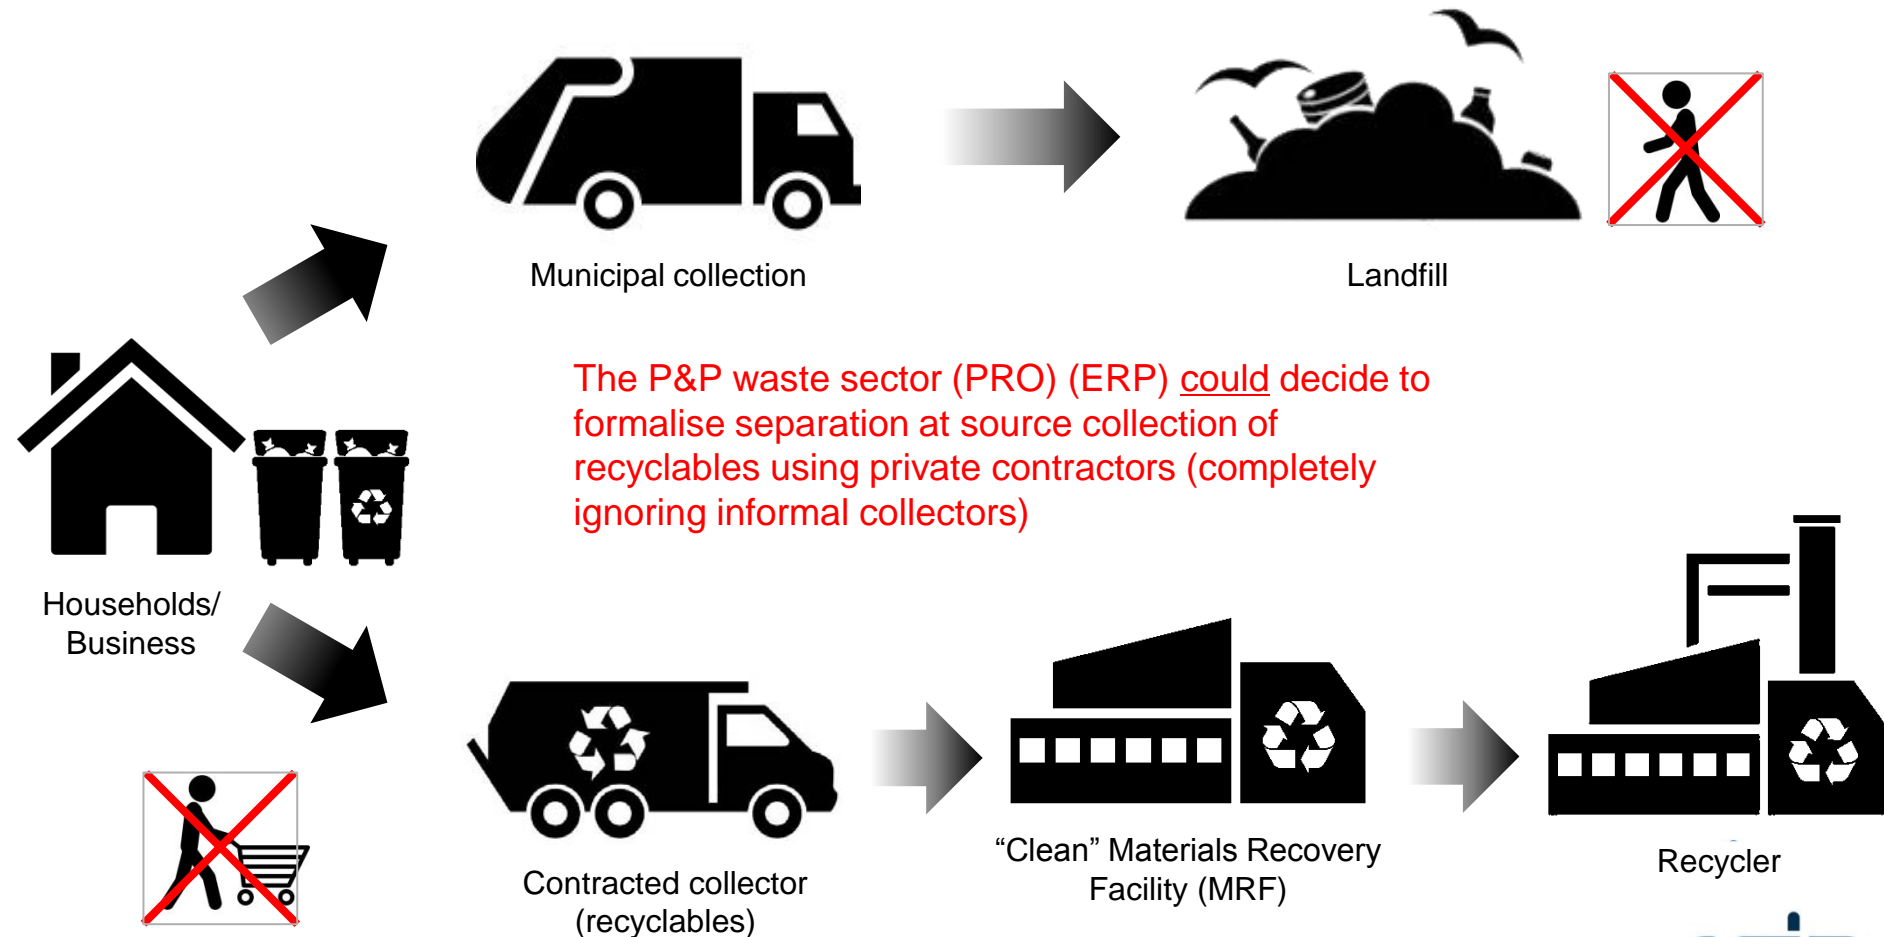 Municipal collection
Landfill
The P&P waste sector (PRO) (ERP) could decide to
formalise separation at source collection of
recyclables using private contractors (completely
ignoring informal collectors)
Households/
Business
Contracted collector
(recyclables)
“Clean” Materials Recovery
Facility (MRF)
Recycler